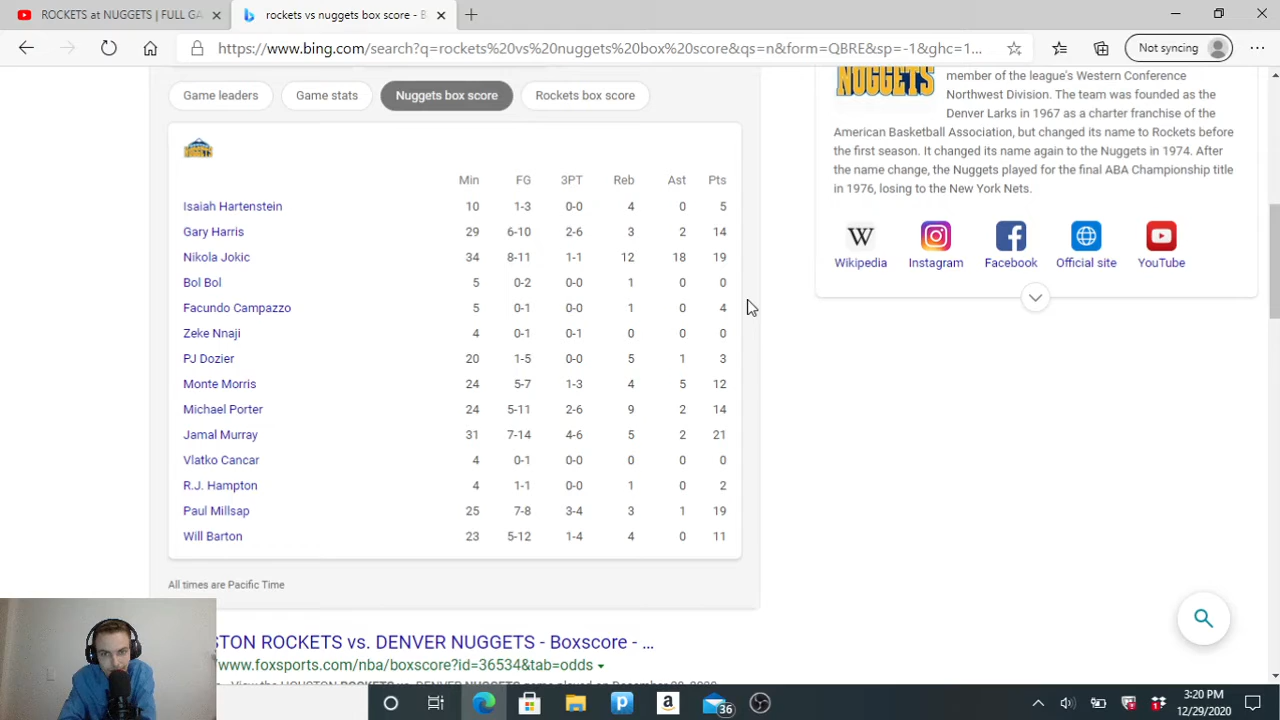 ROCKETS at NUGGETS | FULL GA
rockets vs nuggets box score - B
https://www.bing.com/search?q=rockets%20vs%20nuggets%20box%20score&qs=n&form=QBRE&sp=-1&ghc=1...
Not syncing
Game leaders
Game stats
Nuggets box score
Rockets box score
Min FG 3PT Reb Ast Pts
Isaiah Hartenstein 10 1-3 0-0 4 0 5
Gary Harris 29 6-10 2-6 3 2 14
Nikola Jokic 34 8-11 1-1 12 18 19
Bol Bol 5 0-2 0-0 1 0 0
Facundo Campazzo 5 0-1 0-0 1 0 4
Zeke Nnaji 4 0-1 0-1 0 0 0
PJ Dozier 20 1-5 0-0 5 1 3
Monte Morris 24 5-7 1-3 4 5 12
Michael Porter 24 5-11 2-6 9 2 14
Jamal Murray 31 7-14 4-6 5 2 21
Vlatko Cancar 4 0-1 0-0 0 0 0
R.J. Hampton 4 1-1 0-0 1 0 2
Paul Millsap 25 7-8 3-4 3 1 19
Will Barton 23 5-12 1-4 4 0 11
All times are Pacific Time
STON ROCKETS vs. DENVER NUGGETS - Boxscore - ...
www.foxsports.com/nba/boxscore?id=36534&tab=odds
NUGGETS
member of the league's Western Conference
Northwest Division. The team was founded as the
Denver Larks in 1967 as a charter franchise of the
American Basketball Association, but changed its name to Rockets before
the first season. It changed its name again to the Nuggets in 1974. After
the name change, the Nuggets played for the final ABA Championship title
in 1976, losing to the New York Nets.
W
Wikipedia
Instagram
Facebook
Official site
YouTube
36
3:20 PM
12/29/2020